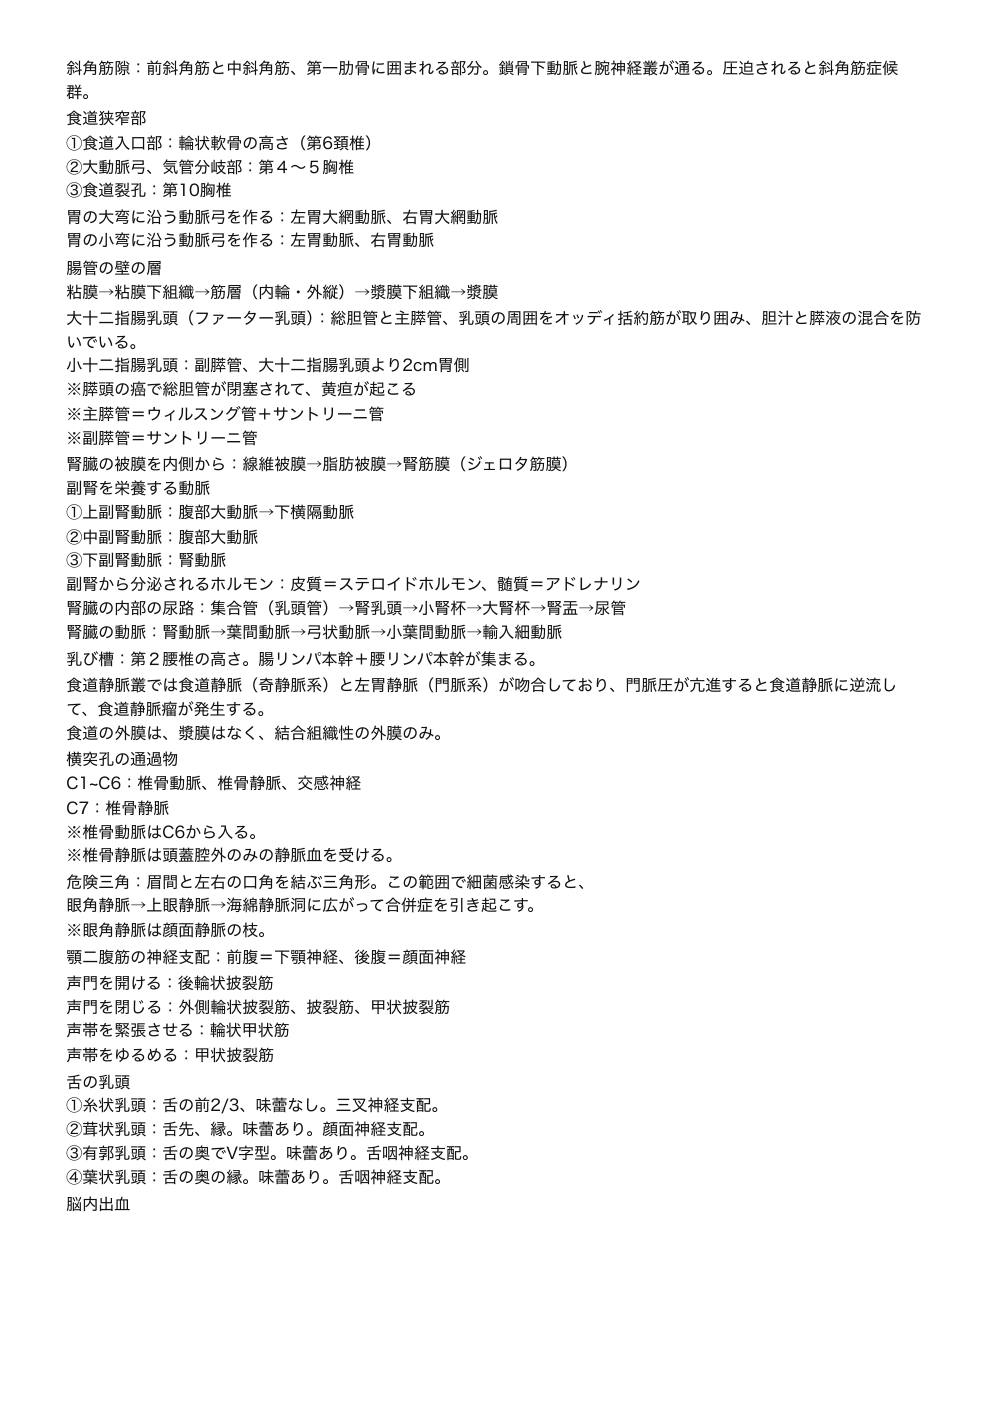 斜角筋隙：前斜角筋と中斜角筋、第一肋骨に囲まれる部分。鎖骨下動脈と腕神経叢が通る。圧迫されると斜角筋症候
群。
食道狭窄部
①食道入口部：輪状軟骨の高さ（第6頚椎）
②大動脈弓、気管分岐部：第４〜５胸椎
③食道裂孔：第10胸椎
胃の大弯に沿う動脈弓を作る：左胃大網動脈、右胃大網動脈
胃の小弯に沿う動脈弓を作る：左胃動脈、右胃動脈
腸管の壁の層
粘膜→粘膜下組織→筋層（内輪・外縦）→漿膜下組織→漿膜
大十二指腸乳頭（ファーター乳頭）：総胆管と主膵管、乳頭の周囲をオッディ括約筋が取り囲み、胆汁と膵液の混合を防
いでいる。
小十二指腸乳頭：副膵管、大十二指腸乳頭より2cm胃側
※膵頭の癌で総胆管が閉塞されて、黄疸が起こる
※主膵管＝ウィルスング管＋サントリーニ管
※副膵管＝サントリーニ管
腎臓の被膜を内側から：線維被膜→脂肪被膜→腎筋膜（ジェロタ筋膜）
副腎を栄養する動脈
①上副腎動脈：腹部大動脈→下横隔動脈
②中副腎動脈：腹部大動脈
③下副腎動脈：腎動脈
副腎から分泌されるホルモン：皮質＝ステロイドホルモン、髄質＝アドレナリン
腎臓の内部の尿路：集合管（乳頭管）→腎乳頭→小腎杯→大腎杯→腎盂→尿管
腎臓の動脈：腎動脈→葉間動脈→弓状動脈→小葉間動脈→輸入細動脈
乳び槽：第２腰椎の高さ。腸リンパ本幹＋腰リンパ本幹が集まる。
食道静脈叢では食道静脈（奇静脈系）と左胃静脈（門脈系）が吻合しており、門脈圧が亢進すると食道静脈に逆流し
て、食道静脈瘤が発生する。
食道の外膜は、漿膜はなく、結合組織性の外膜のみ。
横突孔の通過物
C1~C6：椎骨動脈、椎骨静脈、交感神経
C7：椎骨静脈
※椎骨動脈はC6から入る。
※椎骨静脈は頭蓋腔外のみの静脈血を受ける。
危険三角：眉間と左右の口角を結ぶ三角形。この範囲で細菌感染すると、
眼角静脈→上眼静脈→海綿静脈洞に広がって合併症を引き起こす。
※眼角静脈は顔面静脈の枝。
顎二腹筋の神経支配：前腹＝下顎神経、後腹＝顔面神経
声門を開ける：後輪状披裂筋
声門を閉じる：外側輪状披裂筋、披裂筋、甲状披裂筋
声帯を緊張させる：輪状甲状筋
声帯をゆるめる：甲状披裂筋
舌の乳頭
①糸状乳頭：舌の前2/3、味蕾なし。三叉神経支配。
②茸状乳頭：舌先、縁。味蕾あり。顔面神経支配。
③有郭乳頭：舌の奥でV字型。味蕾あり。舌咽神経支配。
④葉状乳頭：舌の奥の縁。味蕾あり。舌咽神経支配。
脳内出血